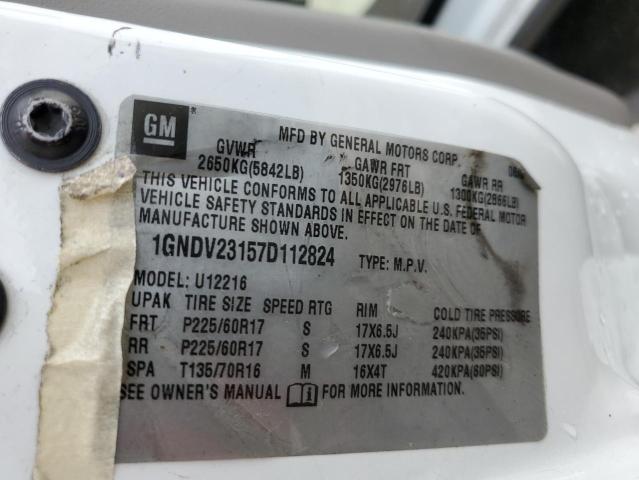 GM
MFD BY GENERAL MOTORS CORP.
GVWR GAWR FRT GAWR RR
2650KG(5842LB) 1350KG(2976LB) 1300KG(2866LB)
THIS VEHICLE CONFORMS TO ALL APPLICABLE U.S. FEDERAL MOTOR
VEHICLE SAFETY STANDARDS IN EFFECT ON THE DATE OF
MANUFACTURE SHOWN ABOVE.
1GNDV23157D112824 TYPE: M.P.V.
MODEL: U12216
UPAK TIRE SIZE SPEED RTG RIM COLD TIRE PRESSURE
FRT P225/60R17 S 17X6.5J 240KPA(35PSI)
RR P225/60R17 S 17X6.5J 240KPA(35PSI)
SPA T135/70R16 M 16X4T 420KPA(60PSI)
SEE OWNER'S MANUAL FOR MORE INFORMATION.